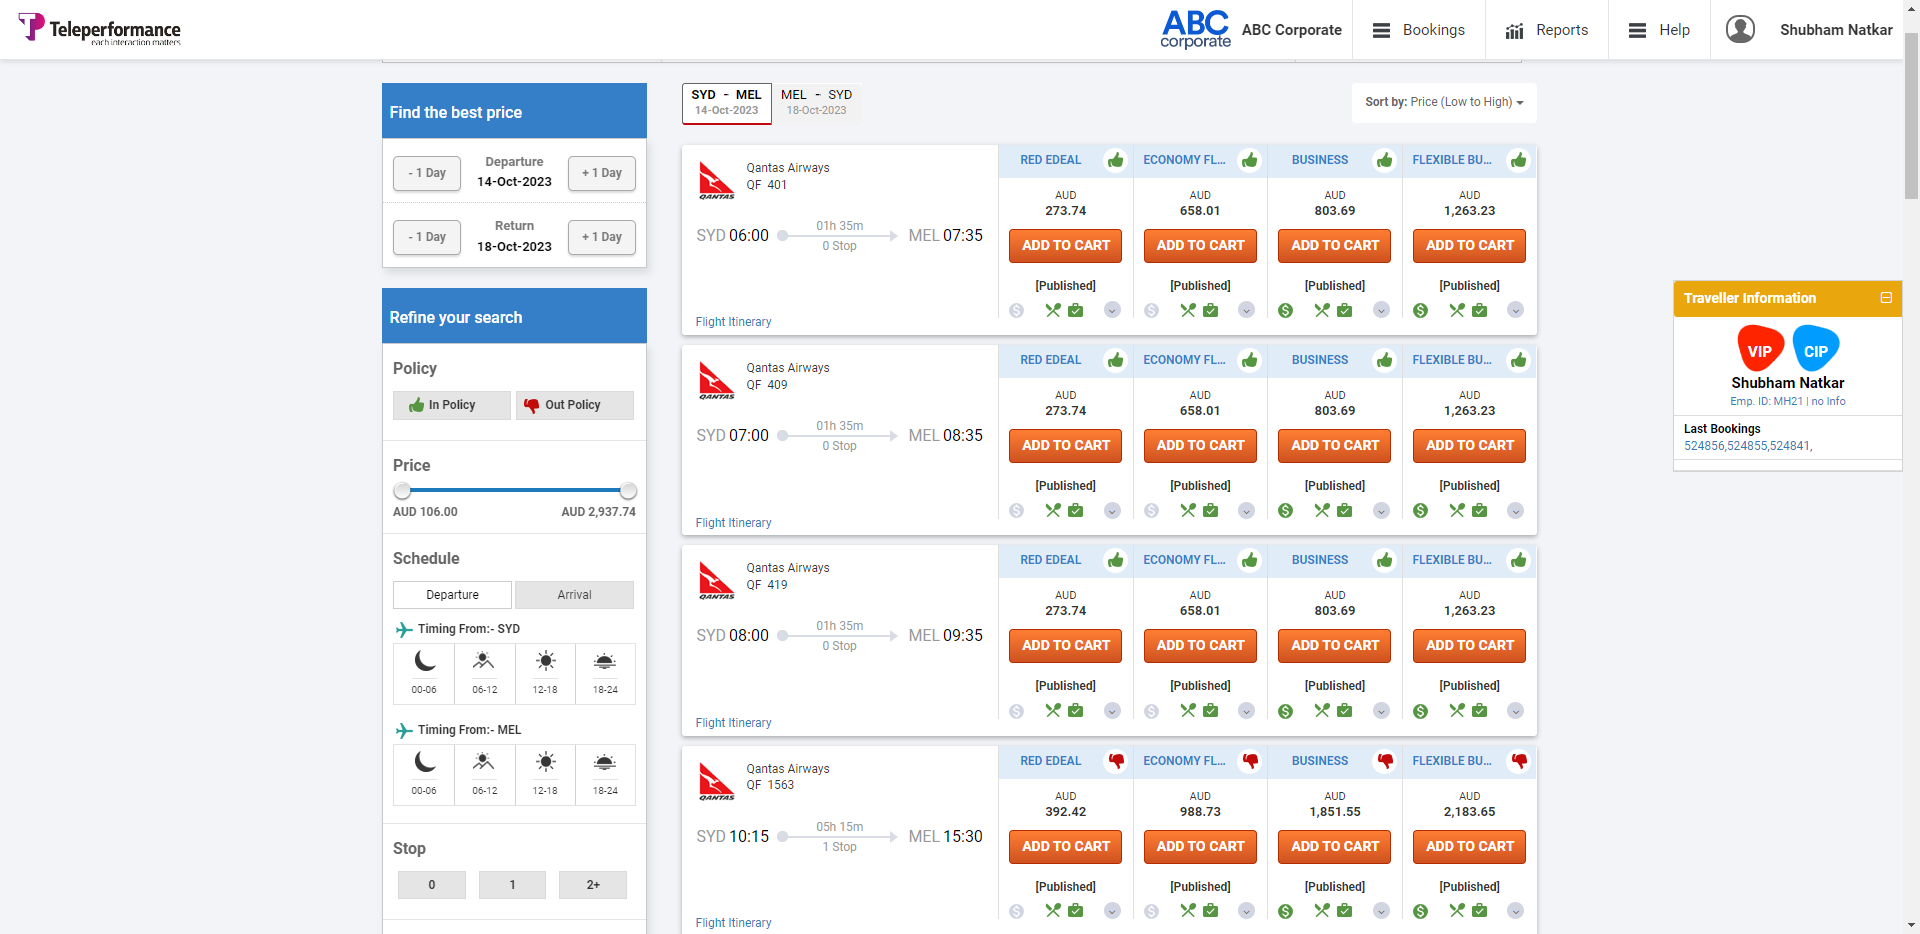 Teleperformance
each interaction matters
ABC
corporate
ABC Corporate
Bookings
Reports
Help
Shubham Natkar
Find the best price
- 1 Day
Departure
14-Oct-2023
+ 1 Day
- 1 Day
Return
18-Oct-2023
+ 1 Day
Refine your search
Policy
In Policy
Out Policy
Price
AUD 106.00 AUD 2,937.74
Schedule
Departure Arrival
Timing From:- SYD
00-06 06-12 12-18 18-24
Timing From:- MEL
00-06 06-12 12-18 18-24
Stop
0 1 2+
SYD - MEL
14-Oct-2023
MEL - SYD
18-Oct-2023
Sort by: Price (Low to High)
QANTAS
Qantas Airways
QF 401
SYD 06:00
01h 35m
0 Stop
MEL 07:35
Flight Itinerary
RED EDEAL ECONOMY FL... BUSINESS FLEXIBLE BU...
AUD AUD AUD AUD
273.74 658.01 803.69 1,263.23
ADD TO CART ADD TO CART ADD TO CART ADD TO CART
[Published] [Published] [Published] [Published]
QANTAS
Qantas Airways
QF 409
SYD 07:00
01h 35m
0 Stop
MEL 08:35
Flight Itinerary
RED EDEAL ECONOMY FL... BUSINESS FLEXIBLE BU...
AUD AUD AUD AUD
273.74 658.01 803.69 1,263.23
ADD TO CART ADD TO CART ADD TO CART ADD TO CART
[Published] [Published] [Published] [Published]
QANTAS
Qantas Airways
QF 419
SYD 08:00
01h 35m
0 Stop
MEL 09:35
Flight Itinerary
RED EDEAL ECONOMY FL... BUSINESS FLEXIBLE BU...
AUD AUD AUD AUD
273.74 658.01 803.69 1,263.23
ADD TO CART ADD TO CART ADD TO CART ADD TO CART
[Published] [Published] [Published] [Published]
QANTAS
Qantas Airways
QF 1563
SYD 10:15
05h 15m
1 Stop
MEL 15:30
Flight Itinerary
RED EDEAL ECONOMY FL... BUSINESS FLEXIBLE BU...
AUD AUD AUD AUD
392.42 988.73 1,851.55 2,183.65
ADD TO CART ADD TO CART ADD TO CART ADD TO CART
[Published] [Published] [Published] [Published]
Traveller Information
VIP CIP
Shubham Natkar
Emp. ID: MH21 | no Info
Last Bookings
524856,524855,524841,